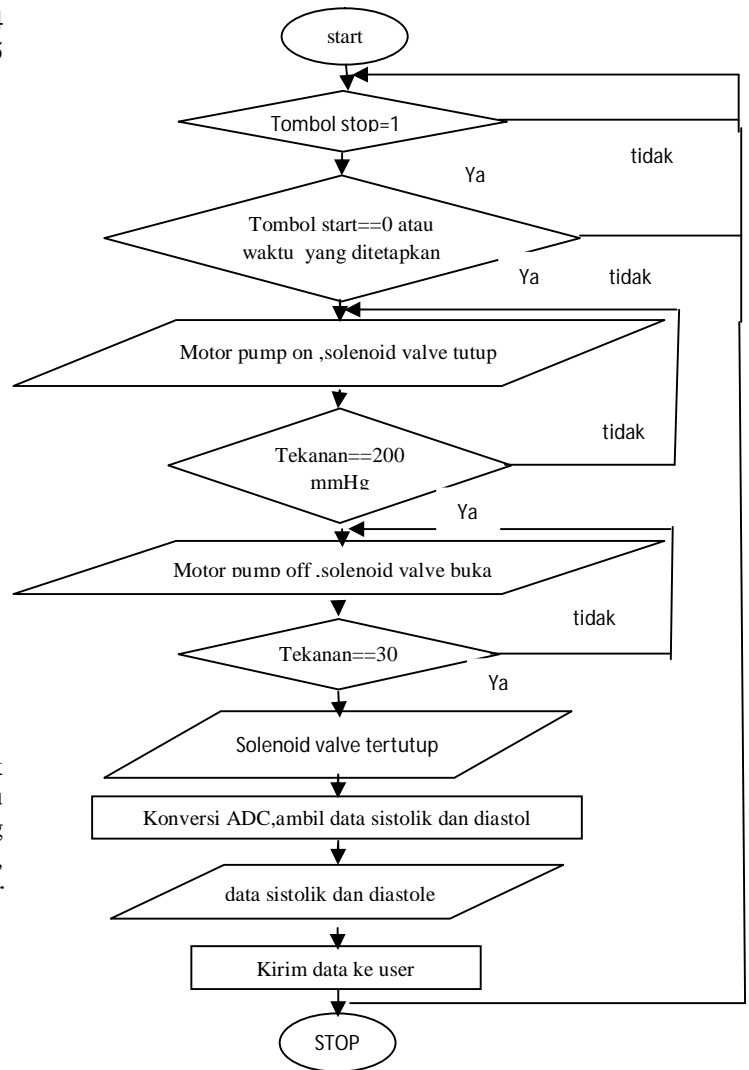 start
Tombol stop=1
tidak
Ya
Tombol start==0 atau
waktu yang ditetapkan
Ya
tidak
Motor pump on ,solenoid valve tutup
tidak
Tekanan==200
mmHg
Ya
Motor pump off ,solenoid valve buka
tidak
Tekanan==30
Ya
Solenoid valve tertutup
Konversi ADC,ambil data sistolik dan diastol
data sistolik dan diastole
Kirim data ke user
STOP